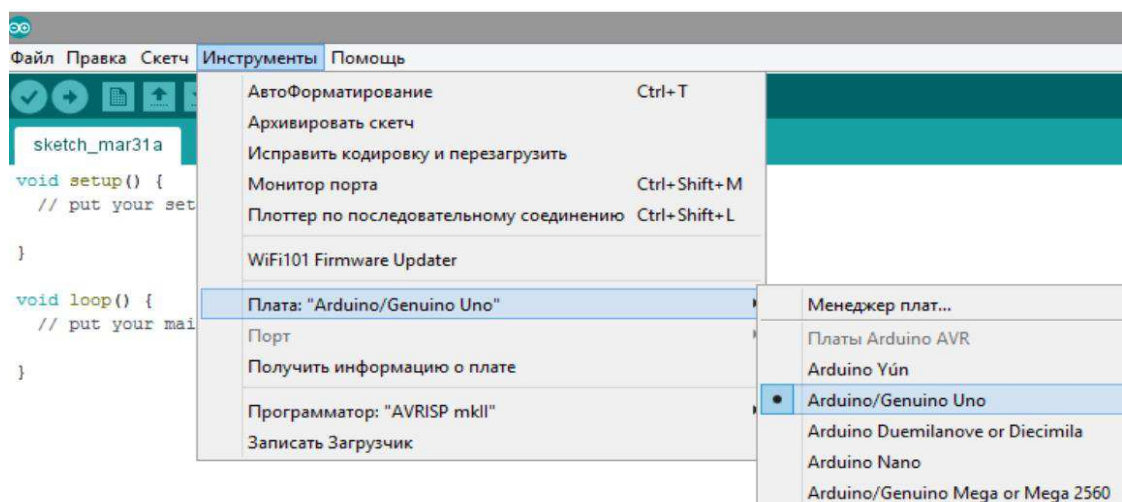 Файл Правка Скетч Инструменты Помощь
АвтоФорматирование Ctrl+T
Архивировать скетч
Исправить кодировку и перезагрузить
Монитор порта Ctrl+Shift+M
Плоттер по последовательному соединению Ctrl+Shift+L
WiFi101 Firmware Updater
Плата: "Arduino/Genuino Uno"
Порт
Получить информацию о плате
Программатор: "AVRISP mkII"
Записать Загрузчик
sketch_mar31a
void setup() {
// put your set
}
void loop() {
// put your mai
}
Менеджер плат...
Платы Arduino AVR
Arduino Yún
Arduino/Genuino Uno
Arduino Duemilanove or Diecimila
Arduino Nano
Arduino/Genuino Mega or Mega 2560